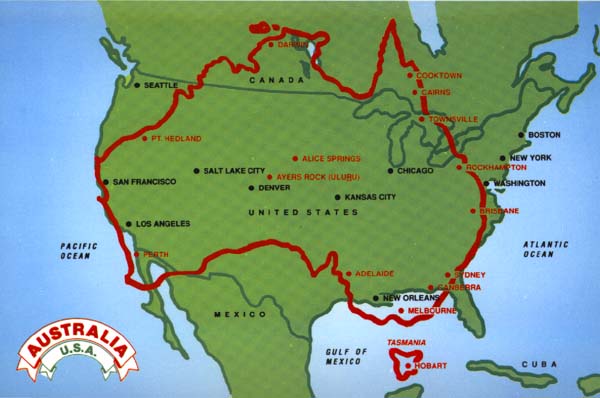 DARWIN
CANADA
COOKTOWN
SEATTLE
CAIRNS
TOWNSVILLE
PT. HEDLAND
BOSTON
ALICE SPRINGS
NEW YORK
ROCKHAMPTON
SALT LAKE CITY
CHICAGO
AYERS ROCK (ULURU)
SAN FRANCISCO
WASHINGTON
DENVER
KANSAS CITY
UNITED STATES
BRISBANE
LOS ANGELES
PACIFIC
OCEAN
ATLANTIC
OCEAN
PERTH
ADELAIDE
SYDNEY
CANBERRA
NEW ORLEANS
MELBOURNE
MEXICO
TASMANIA
GULF OF
MEXICO
HOBART
CUBA
AUSTRALIA
U.S.A.